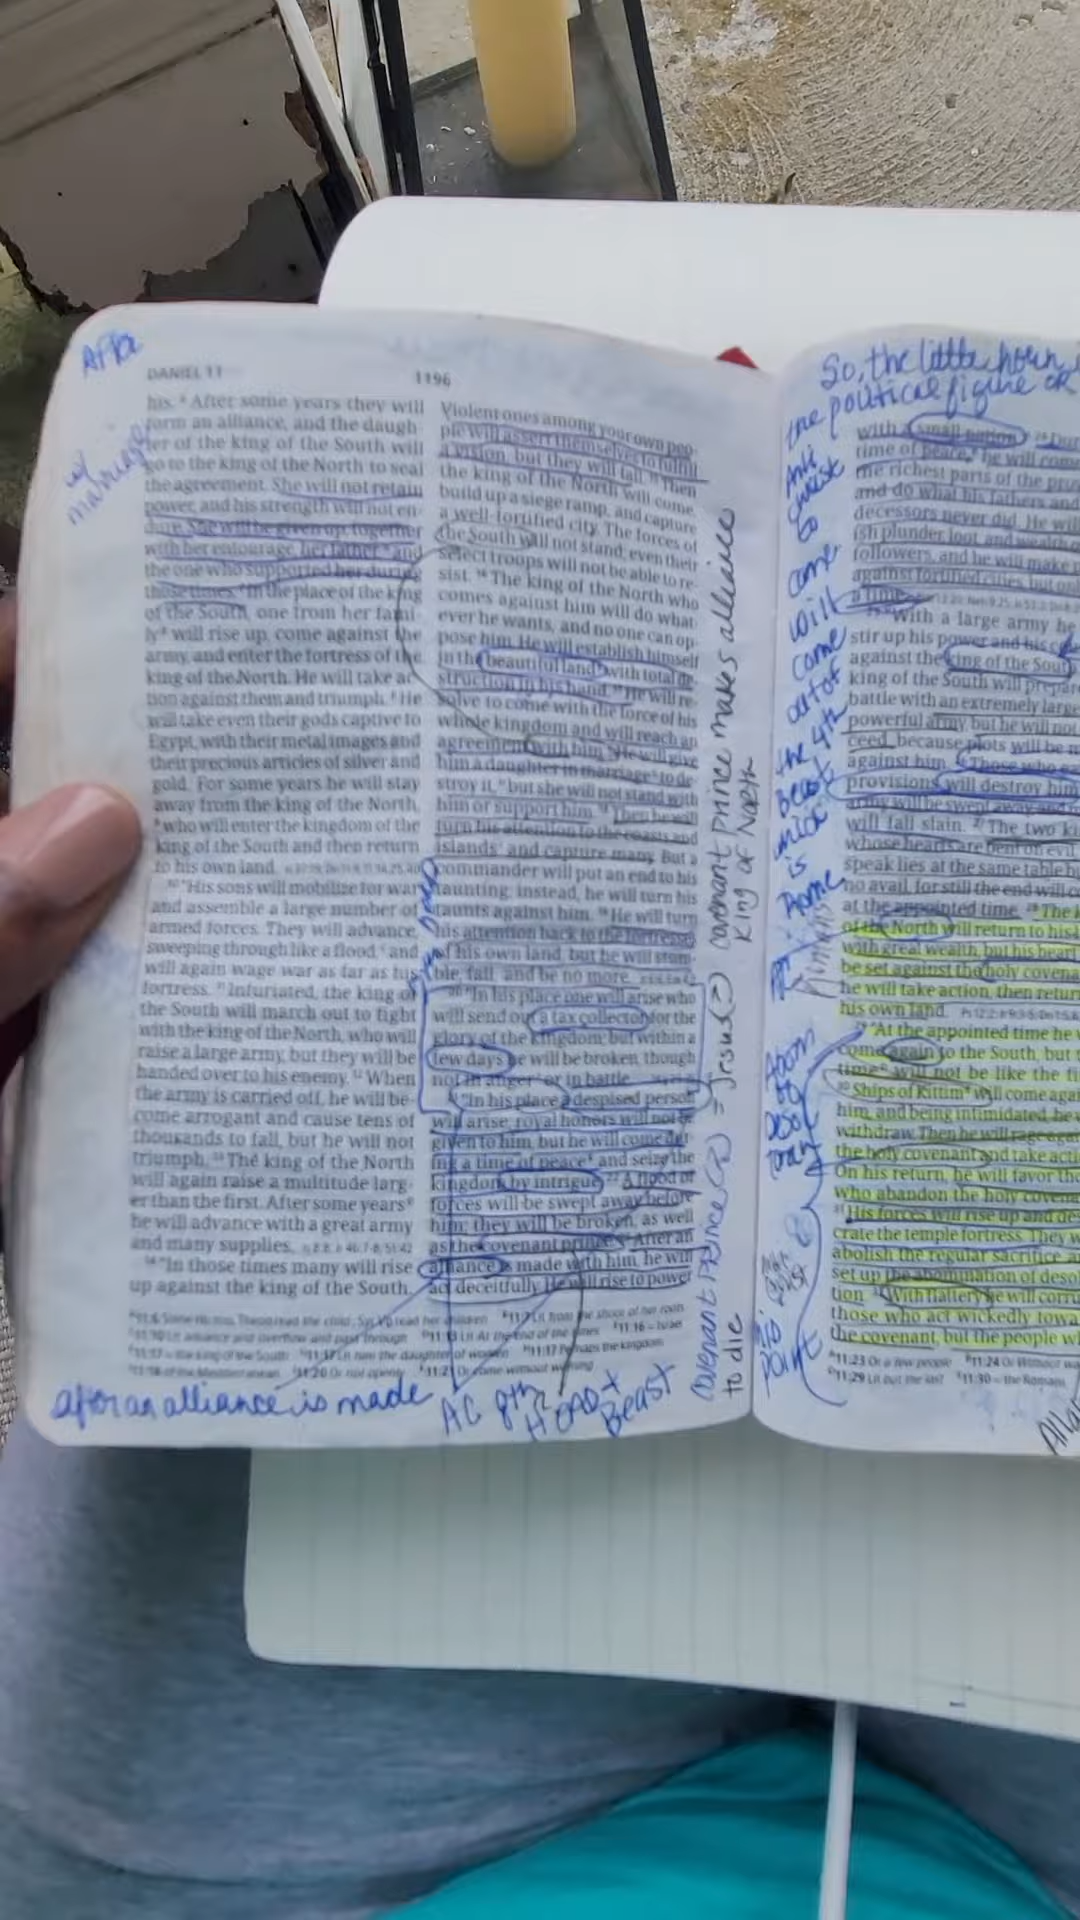 After
w/
marriage
DANIEL 11
1196
his. After some years they will
form an alliance, and the daugh-
ter of the king of the South will
go to the king of the North to seal
the agreement. She will not retain
power, and his strength will not en-
dure. She will be given up, together
with her entourage, her father, and
the one who supported her during
those times. In the place of the king
of the South, one from her fami-
ly will rise up, come against the
army, and enter the fortress of the
king of the North. He will take ac-
tion against them and triumph. He
will take even their gods captive to
Egypt, with their metal images and
their precious articles of silver and
gold. For some years he will stay
away from the king of the North,
who will enter the kingdom of the
king of the South and then return
to his own land.
"His sons will mobilize for war
and assemble a large number of
armed forces. They will advance,
sweeping through like a flood, and
will again wage war as far as his
fortress. Infuriated, the king of
the South will march out to fight
with the king of the North, who will
raise a large army, but they will be
handed over to his enemy. When
the army is carried off, he will be-
come arrogant and cause tens of
thousands to fall, but he will not
triumph. The king of the North
will again raise a multitude larg-
er than the first. After some years
he will advance with a great army
and many supplies.
"In those times many will rise
up against the king of the South.
Violent ones among your own peo-
ple will assert themselves to fulfill
a vision, but they will fail. Then
the king of the North will come,
build up a siege ramp, and capture
a well-fortified city. The forces of
the South will not stand; even their
select troops will not be able to re-
sist. The king of the North who
comes against him will do what-
ever he wants, and no one can op-
pose him. He will establish himself
in the beautiful land with total de-
struction in his hand. He will re-
solve to come with the force of his
whole kingdom and will reach an
agreement with him. He will give
him a daughter in marriage to de-
stroy it, but she will not stand with
him or support him. Then he will
turn his attention to the coasts and
islands and capture many. But a
commander will put an end to his
taunting; instead, he will turn his
taunts against him. He will turn
his attention back to the fortresses
of his own land, but he will stum-
ble, fall, and be no more.
"In his place one will arise who
will send out a tax collector for the
glory of the kingdom; but within a
few days he will be broken, though
not in anger or in battle.
"In his place a despised person
will arise; royal honors will not be
given to him, but he will come dur-
ing a time of peace and seize the
kingdom by intrigue. A flood of
forces will be swept away before
him; they will be broken, as well
as the covenant prince. After an
alliance is made with him, he will
act deceitfully. He will rise to power
after an alliance is made
AC 8th
HEAD +
Beast
covenant Prince makes alliance
King of North
covenant Prince (?) = Jesus (?)
to die
So, the little horn
the political figure or
the
Anti
Christ
to
come
will
come
out of
the 4th
Beast
which
is
Rome
with a small nation.
time of peace, he will come
the richest parts of the
and do what his fathers and
decessors never did. He will
ish plunder, loot, and wealth
followers, and he will make
against fortified cities, but only
a time.
"With a large army he
stir up his power and his
against the king of the South.
king of the South will prepare
battle with an extremely large
powerful army, but he will not
ceed, because plots will be
against him. Those who
provisions will destroy him;
army will be swept away, and
will fall slain. The two
whose hearts are bent on evil,
speak lies at the same table
no avail, for still the end will
at the appointed time. The
of the North will return to his
with great wealth, but his heart
be set against the holy covenant;
he will take action, then return
his own land.
"At the appointed time he
come again to the South, but
time will not be like the
Ships of Kittim will come
him, and being intimidated, he
withdraw. Then he will rage
the holy covenant and take
On his return, he will favor
who abandon the holy covenant.
His forces will rise up and
crate the temple fortress. They
abolish the regular sacrifice
set up the abomination of
tion. With flattery he will
those who act wickedly
the covenant, but the people
11:23 Or a few people 11:24 Or Without
11:29 Lit but the last 11:30 = the Romans